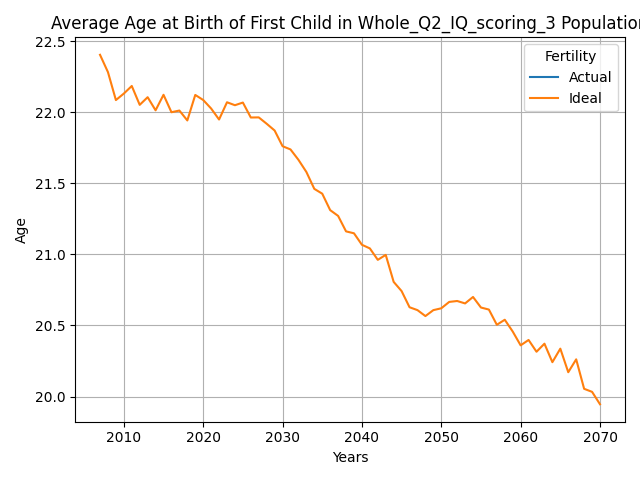 Average Age at Birth of First Child in Whole_Q2_IQ_scoring_3 Population
22.5
22.0
21.5
21.0
20.5
20.0
Age
Fertility
Actual
Ideal
2010 2020 2030 2040 2050 2060 2070
Years